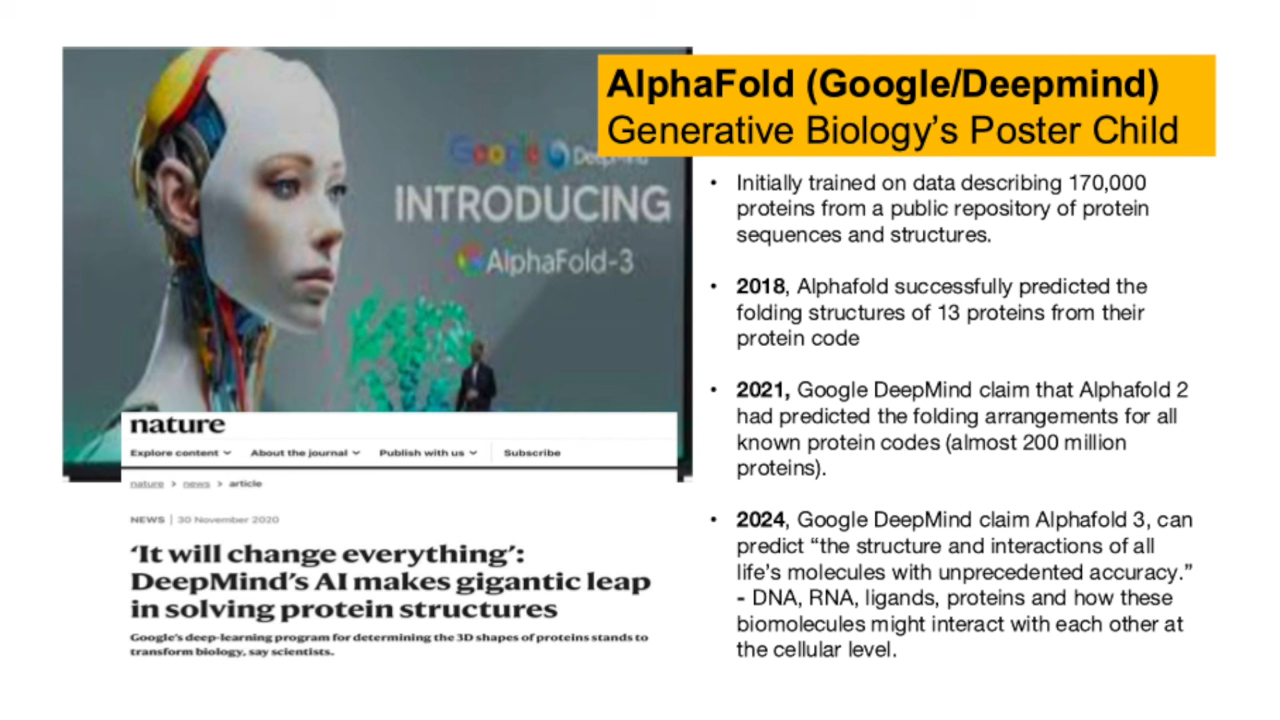 AlphaFold (Google/Deepmind)
Generative Biology's Poster Child
Google DeepMind
INTRODUCING
AlphaFold-3
• Initially trained on data describing 170,000
proteins from a public repository of protein
sequences and structures.
• 2018, Alphafold successfully predicted the
folding structures of 13 proteins from their
protein code
• 2021, Google DeepMind claim that Alphafold 2
had predicted the folding arrangements for all
known protein codes (almost 200 million
proteins).
• 2024, Google DeepMind claim Alphafold 3, can
predict “the structure and interactions of all
life's molecules with unprecedented accuracy.”
- DNA, RNA, ligands, proteins and how these
biomolecules might interact with each other at
the cellular level.
nature
Explore content About the journal Publish with us Subscribe
nature > news > article
NEWS | 30 November 2020
‘It will change everything’:
DeepMind’s AI makes gigantic leap
in solving protein structures
Google’s deep-learning program for determining the 3D shapes of proteins stands to
transform biology, say scientists.